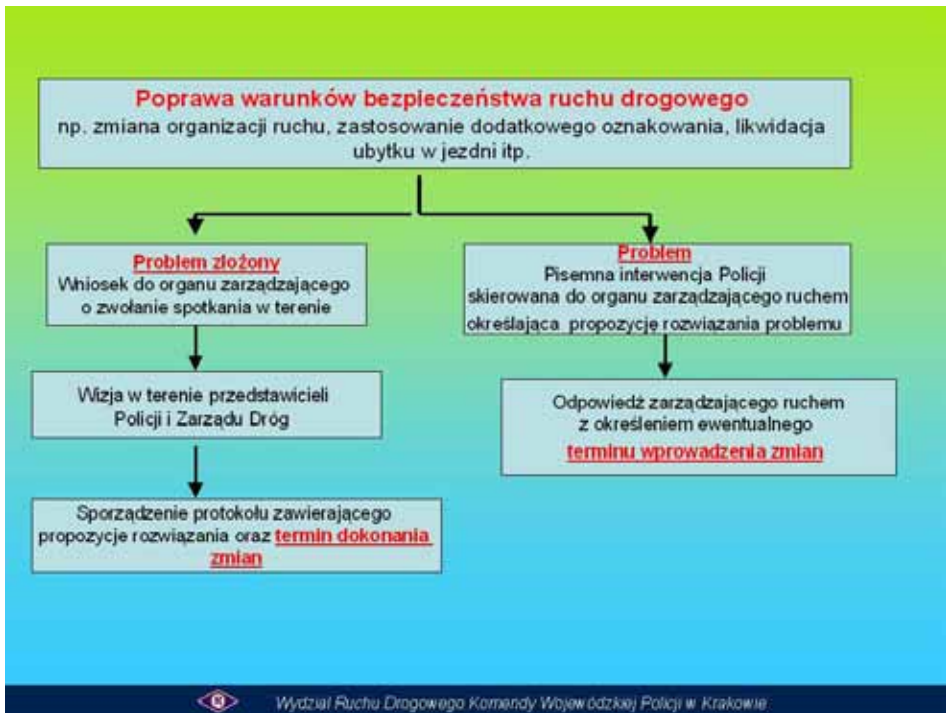 Poprawa warunków bezpieczeństwa ruchu drogowego
np. zmiana organizacji ruchu, zastosowanie dodatkowego oznakowania, likwidacja
ubytku w jezdni itp.
Problem złożony
Wniosek do organu zarządzającego
o zwołanie spotkania w terenie
Wizja w terenie przedstawicieli
Policji i Zarządu Dróg
Sporządzenie protokołu zawierającego
propozycje rozwiązania oraz termin dokonania
zmian
Problem
Pisemna interwencja Policji
skierowana do organu zarządzającego ruchem
określająca propozycję rozwiązania problemu
Odpowiedź zarządzającego ruchem
z określeniem ewentualnego
terminu wprowadzenia zmian
Wydział Ruchu Drogowego Komendy Wojewódzkiej Policji w Krakowie